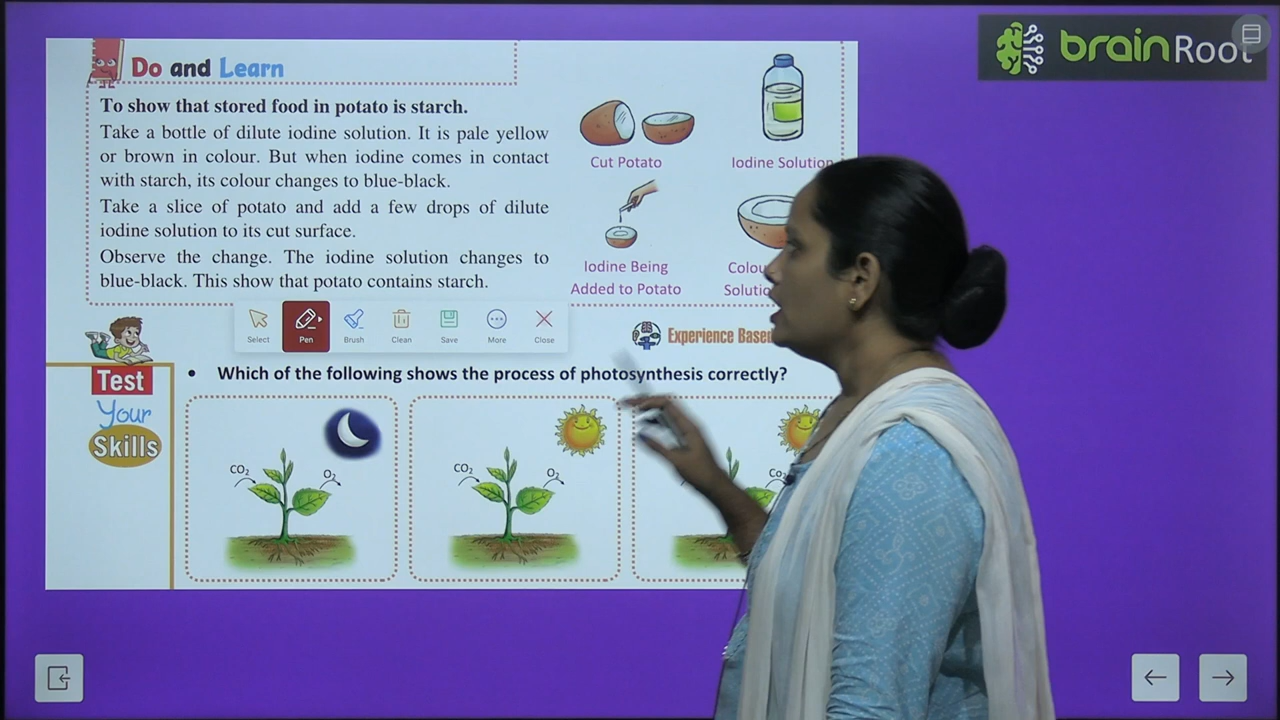 brainRoot
Do and Learn
To show that stored food in potato is starch.
Take a bottle of dilute iodine solution. It is pale yellow
or brown in colour. But when iodine comes in contact
with starch, its colour changes to blue-black.
Take a slice of potato and add a few drops of dilute
iodine solution to its cut surface.
Observe the change. The iodine solution changes to
blue-black. This show that potato contains starch.
Cut Potato
Iodine Solution
Iodine Being
Added to Potato
Colou
Solutio
Select Pen Brush Clean Save More Close
Experience Based
Test
Your
Skills
• Which of the following shows the process of photosynthesis correctly?
CO2 O2
CO2 O2
Co2